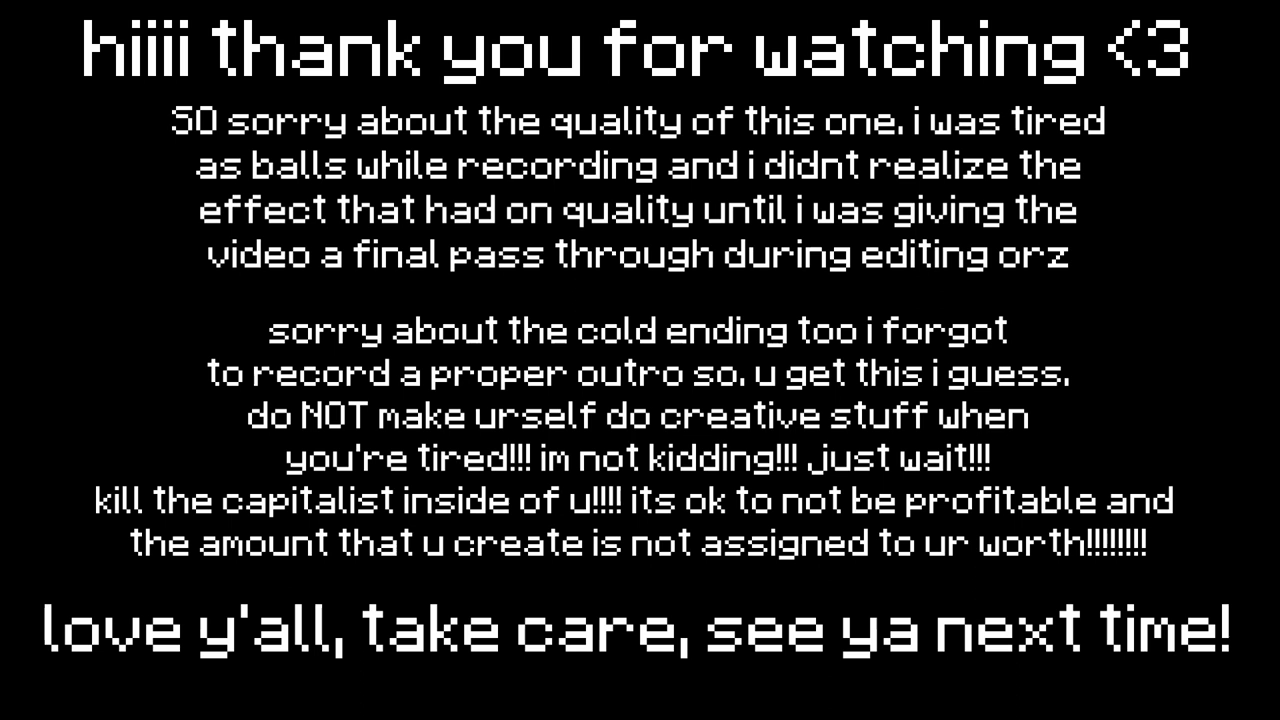 hiiii thank you for watching <3
SO sorry about the quality of this one. i was tired
as balls while recording and i didnt realize the
effect that had on quality until i was giving the
video a final pass through during editing orz
sorry about the cold ending too i forgot
to record a proper outro so. u get this i guess.
do NOT make urself do creative stuff when
you're tired!!! im not kidding!!! just wait!!!
kill the capitalist inside of u!!!! its ok to not be profitable and
the amount that u create is not assigned to ur worth!!!!!!!!
love y'all, take care, see ya next time!